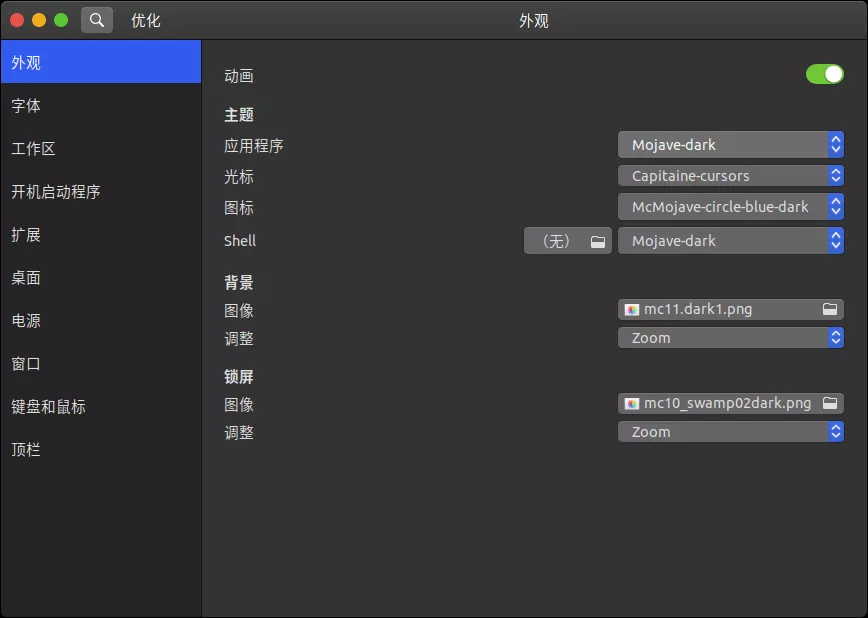 优化
外观
外观
字体
工作区
开机启动程序
扩展
桌面
电源
窗口
键盘和鼠标
顶栏
动画
主题
应用程序 Mojave-dark
光标 Capitaine-cursors
图标 McMojave-circle-blue-dark
Shell （无） Mojave-dark
背景
图像 mc11.dark1.png
调整 Zoom
锁屏
图像 mc10_swamp02dark.png
调整 Zoom